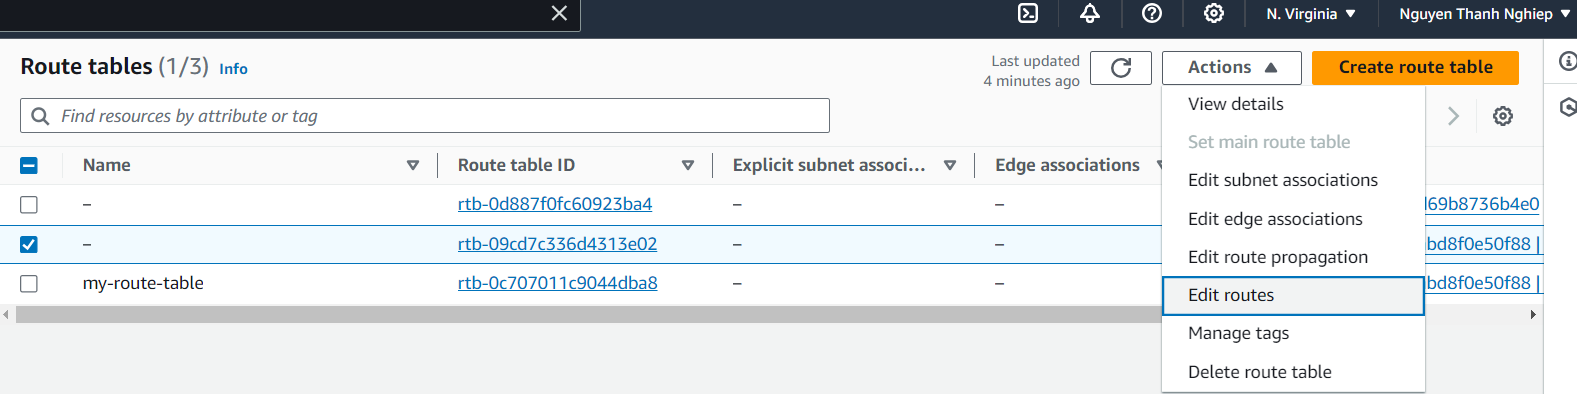 N. Virginia ▼ Nguyen Thanh Nghiep ▼
Route tables (1/3) Info
Last updated
4 minutes ago
Actions ▲
Create route table
Find resources by attribute or tag
Name
Route table ID
Explicit subnet associ...
Edge associations
–
rtb-0d887f0fc60923ba4
–
–
d69b8736b4e0
–
rtb-09cd7c336d4313e02
–
–
bd8f0e50f88 |
my-route-table
rtb-0c707011c9044dba8
–
–
bd8f0e50f88 |
View details
Set main route table
Edit subnet associations
Edit edge associations
Edit route propagation
Edit routes
Manage tags
Delete route table